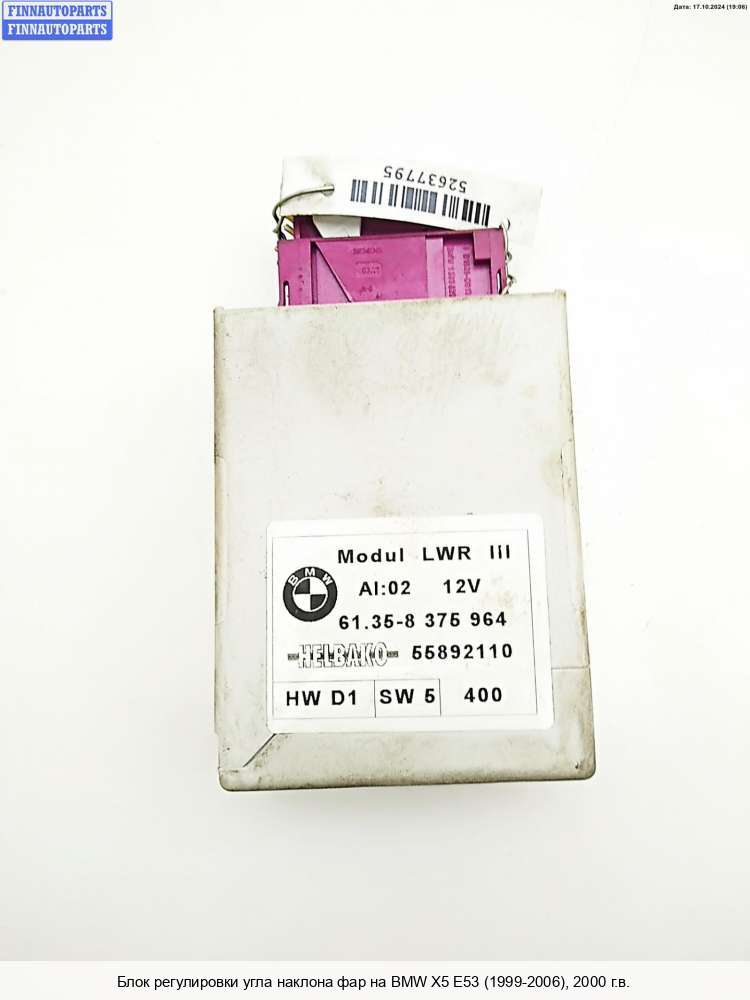 FINNAUTOPARTS
FINNAUTOPARTS
Дата: 17.10.2024 (19:06)
52637795
Modul LWR III
BMW
AI:02 12V
61.35-8 375 964
HELBAKO 55892110
HW D1 SW 5 400
Блок регулировки угла наклона фар на BMW X5 E53 (1999-2006), 2000 г.в.